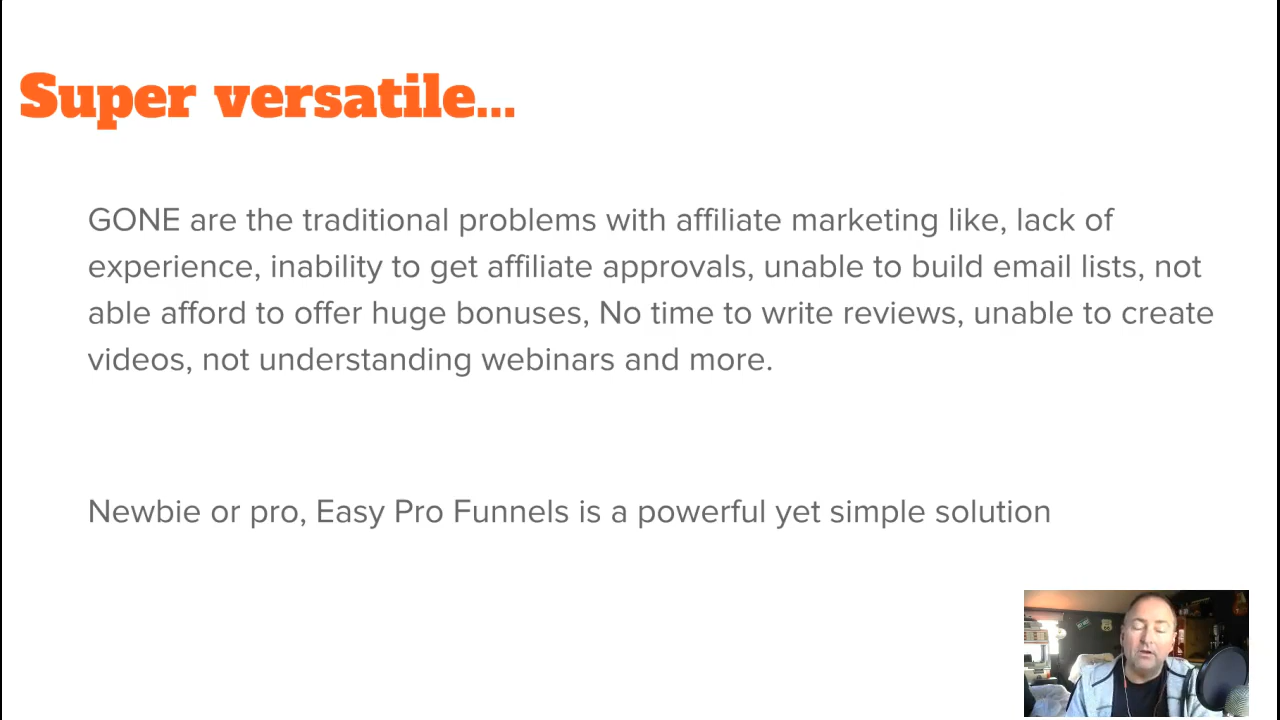 Super versatile...
GONE are the traditional problems with affiliate marketing like, lack of
experience, inability to get affiliate approvals, unable to build email lists, not
able afford to offer huge bonuses, No time to write reviews, unable to create
videos, not understanding webinars and more.
Newbie or pro, Easy Pro Funnels is a powerful yet simple solution